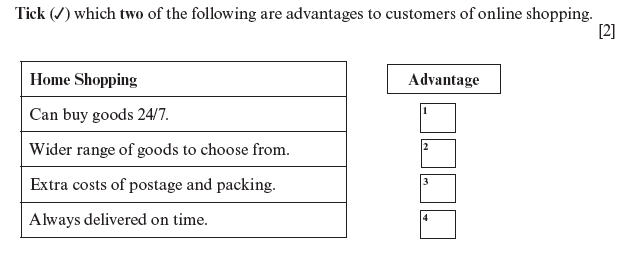 Tick (✓) which two of the following are advantages to customers of online shopping.
[2]
Home Shopping
Advantage
Can buy goods 24/7.
1
Wider range of goods to choose from.
2
Extra costs of postage and packing.
3
Always delivered on time.
4